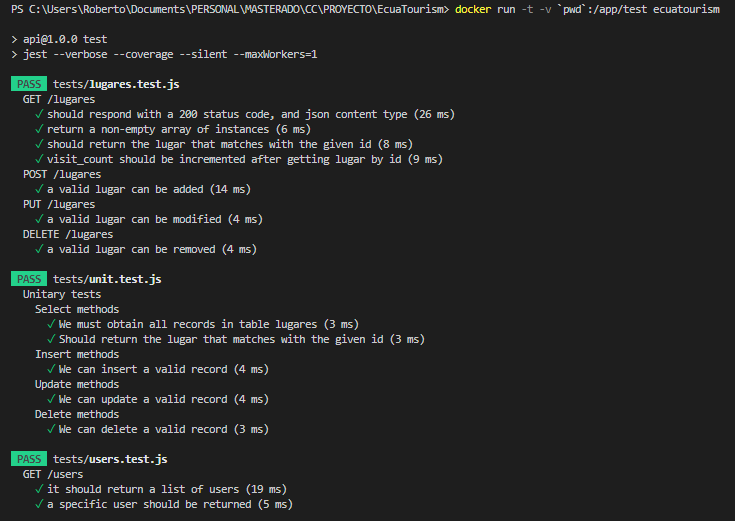 PS C:\Users\Roberto\Documents\PERSONAL\MASTERADO\CC\PROYECTO\EcuaTourism> docker run -t -v `pwd`:/app/test ecuatourism
> api@1.0.0 test
> jest --verbose --coverage --silent --maxWorkers=1
PASS tests/lugares.test.js
GET /lugares
✓ should respond with a 200 status code, and json content type (26 ms)
✓ return a non-empty array of instances (6 ms)
✓ should return the lugar that matches with the given id (8 ms)
✓ visit_count should be incremented after getting lugar by id (9 ms)
POST /lugares
✓ a valid lugar can be added (14 ms)
PUT /lugares
✓ a valid lugar can be modified (4 ms)
DELETE /lugares
✓ a valid lugar can be removed (4 ms)
PASS tests/unit.test.js
Unitary tests
Select methods
✓ We must obtain all records in table lugares (3 ms)
✓ Should return the lugar that matches with the given id (3 ms)
Insert methods
✓ We can insert a valid record (4 ms)
Update methods
✓ We can update a valid record (4 ms)
Delete methods
✓ We can delete a valid record (3 ms)
PASS tests/users.test.js
GET /users
✓ it should return a list of users (19 ms)
✓ a specific user should be returned (5 ms)